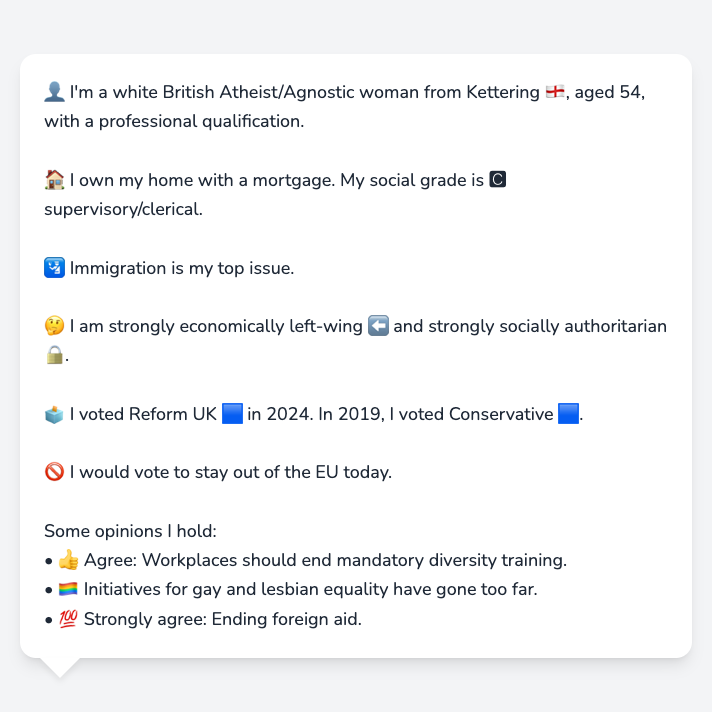 👤 I'm a white British Atheist/Agnostic woman from Kettering 🏴󠁧󠁢󠁥󠁮󠁧󠁿, aged 54,
with a professional qualification.
🏠 I own my home with a mortgage. My social grade is 🅲
supervisory/clerical.
🛂 Immigration is my top issue.
🤔 I am strongly economically left-wing ⬅️ and strongly socially authoritarian
🔒.
🗳️ I voted Reform UK 🟦 in 2024. In 2019, I voted Conservative 🟦.
🚫 I would vote to stay out of the EU today.
Some opinions I hold:
• 👍 Agree: Workplaces should end mandatory diversity training.
• 🏳️‍🌈 Initiatives for gay and lesbian equality have gone too far.
• 💯 Strongly agree: Ending foreign aid.